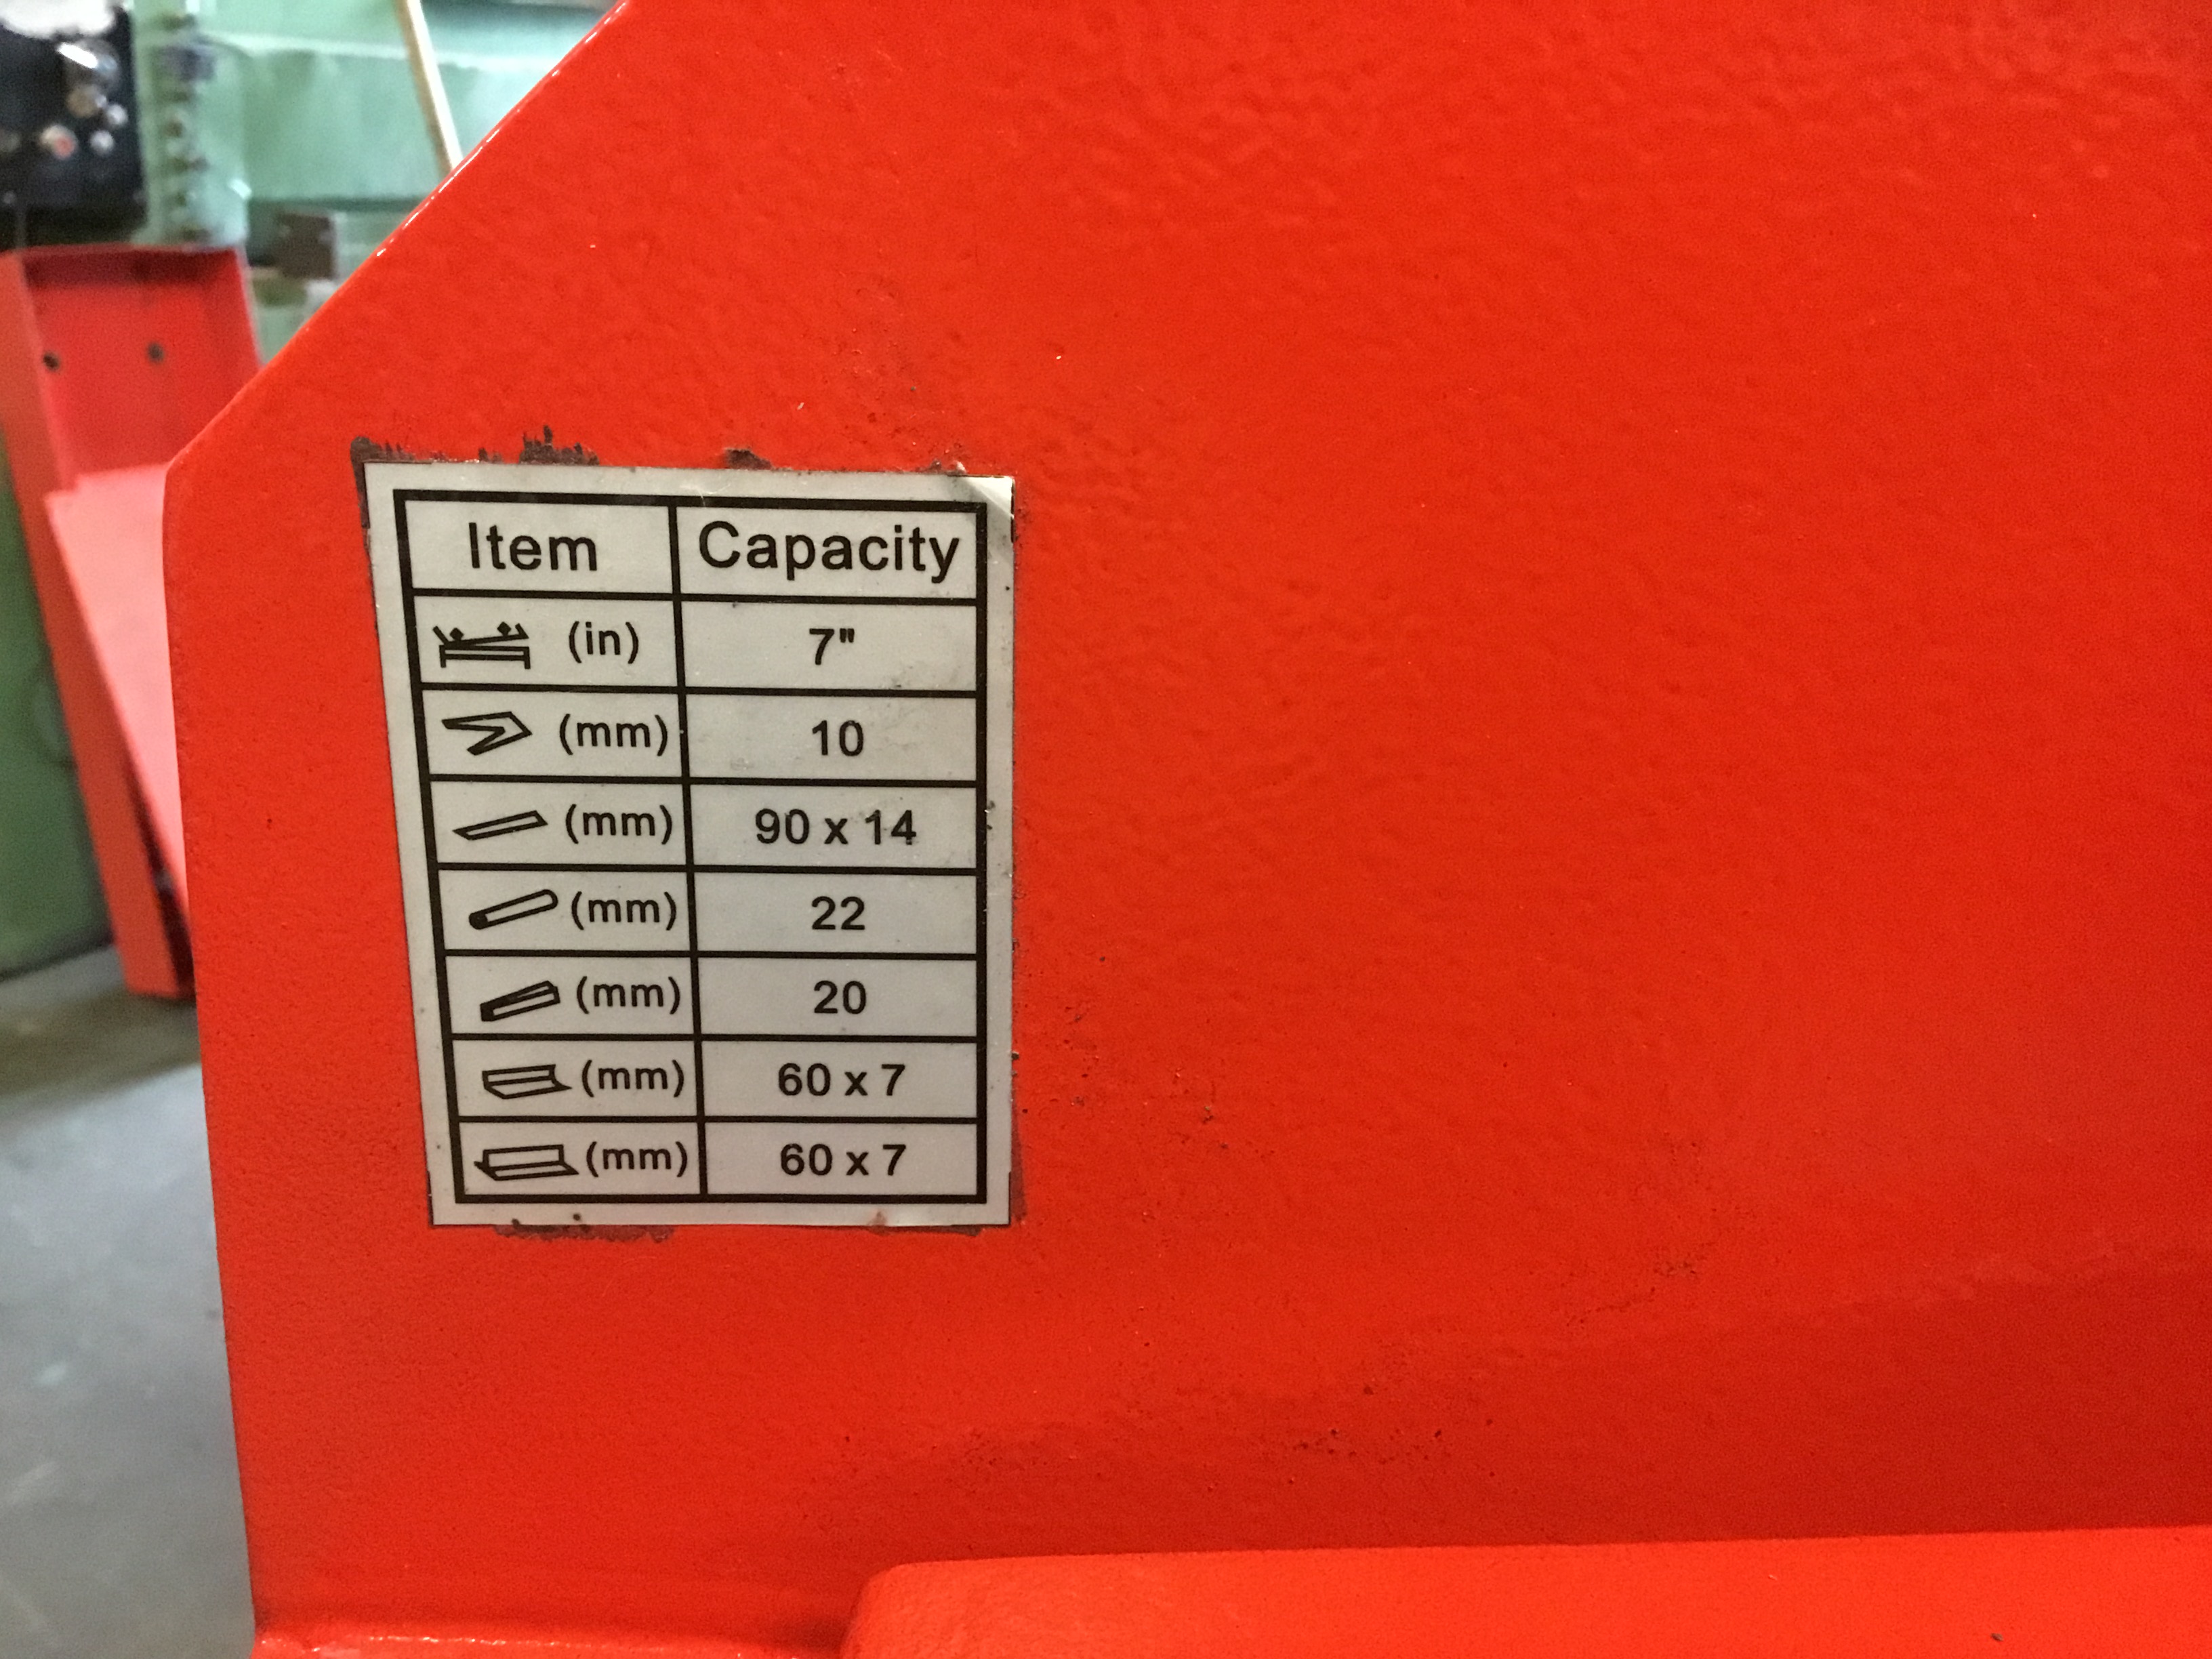 Item Capacity
(in) 7"
(mm) 10
(mm) 90 x 14
(mm) 22
(mm) 20
(mm) 60 x 7
(mm) 60 x 7